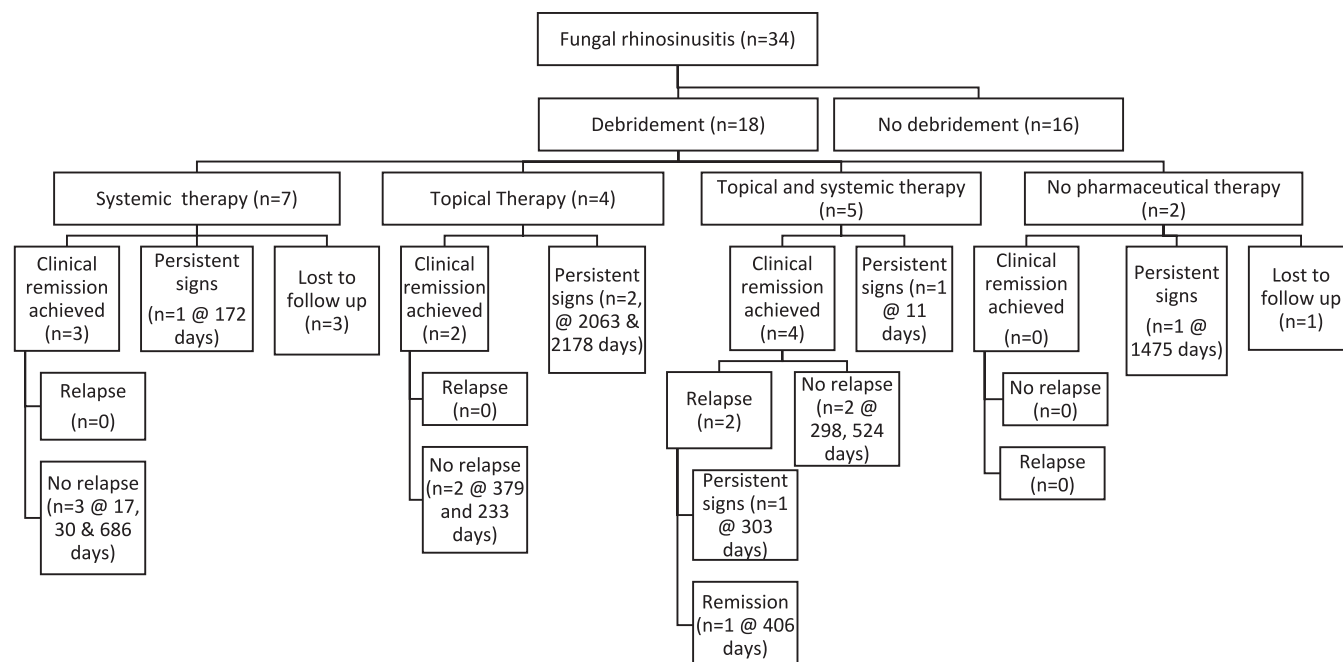 Fungal rhinosinusitis (n=34)
Debridement (n=18)
No debridement (n=16)
Systemic therapy (n=7)
Topical Therapy (n=4)
Topical and systemic therapy
(n=5)
No pharmaceutical therapy
(n=2)
Clinical
remission
achieved
(n=3)
Persistent
signs
(n=1 @ 172
days)
Lost to
follow up
(n=3)
Clinical
remission
achieved
(n=2)
Persistent
signs (n=2,
@ 2063 &
2178 days)
Clinical
remission
achieved
(n=4)
Persistent
signs (n=1
@ 11
days)
Clinical
remission
achieved
(n=0)
Persistent
signs
(n=1 @
1475 days)
Lost to
follow up
(n=1)
Relapse
(n=0)
No relapse
(n=3 @ 17,
30 & 686
days)
Relapse
(n=0)
No relapse
(n=2 @ 379
and 233
days)
Relapse
(n=2)
No relapse
(n=2 @
298, 524
days)
Persistent
signs (n=1
@ 303
days)
Remission
(n=1 @ 406
days)
No relapse
(n=0)
Relapse
(n=0)